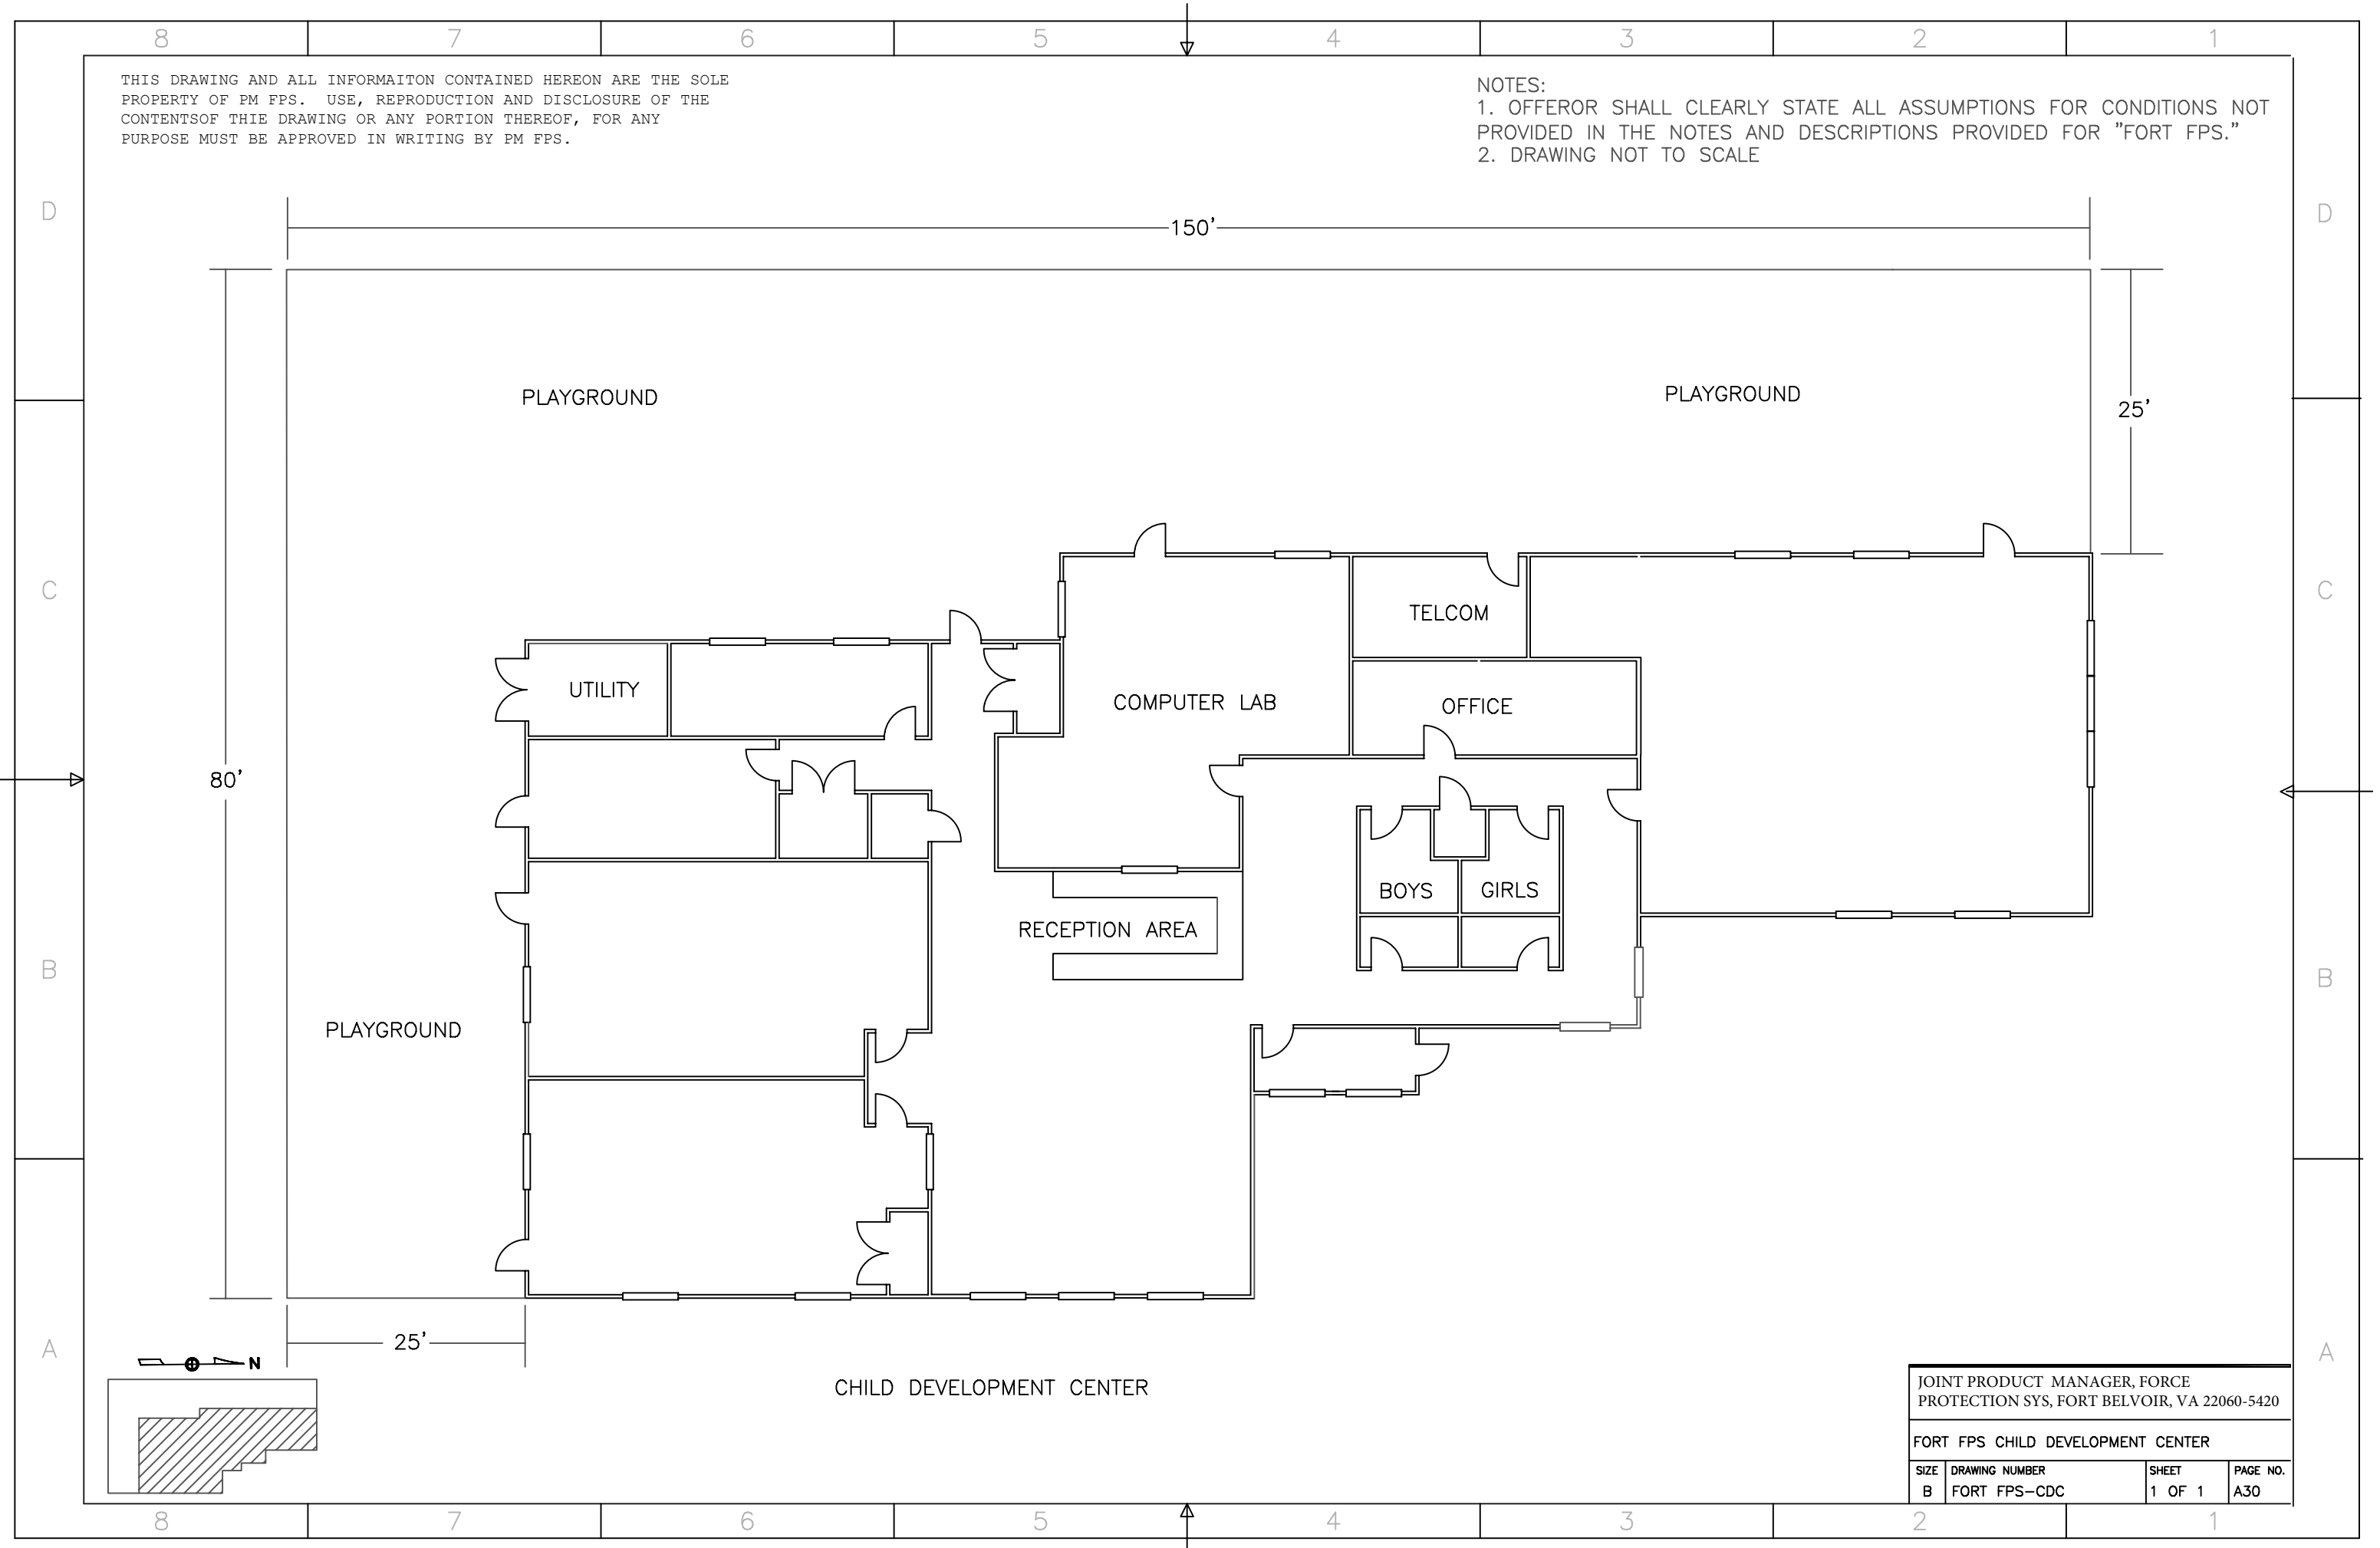 8 7 6 5 4 3 2 1
THIS DRAWING AND ALL INFORMAITON CONTAINED HEREON ARE THE SOLE
PROPERTY OF PM FPS. USE, REPRODUCTION AND DISCLOSURE OF THE
CONTENTSOF THIE DRAWING OR ANY PORTION THEREOF, FOR ANY
PURPOSE MUST BE APPROVED IN WRITING BY PM FPS.
NOTES:
1. OFFEROR SHALL CLEARLY STATE ALL ASSUMPTIONS FOR CONDITIONS NOT
PROVIDED IN THE NOTES AND DESCRIPTIONS PROVIDED FOR "FORT FPS."
2. DRAWING NOT TO SCALE
D D
150'
PLAYGROUND PLAYGROUND
25'
C C
TELCOM
UTILITY
COMPUTER LAB
OFFICE
80'
BOYS GIRLS
RECEPTION AREA
B B
PLAYGROUND
25'
A A
N
CHILD DEVELOPMENT CENTER
JOINT PRODUCT MANAGER, FORCE
PROTECTION SYS, FORT BELVOIR, VA 22060-5420
FORT FPS CHILD DEVELOPMENT CENTER
SIZE DRAWING NUMBER SHEET PAGE NO.
B FORT FPS-CDC 1 OF 1 A30
8 7 6 5 4 3 2 1